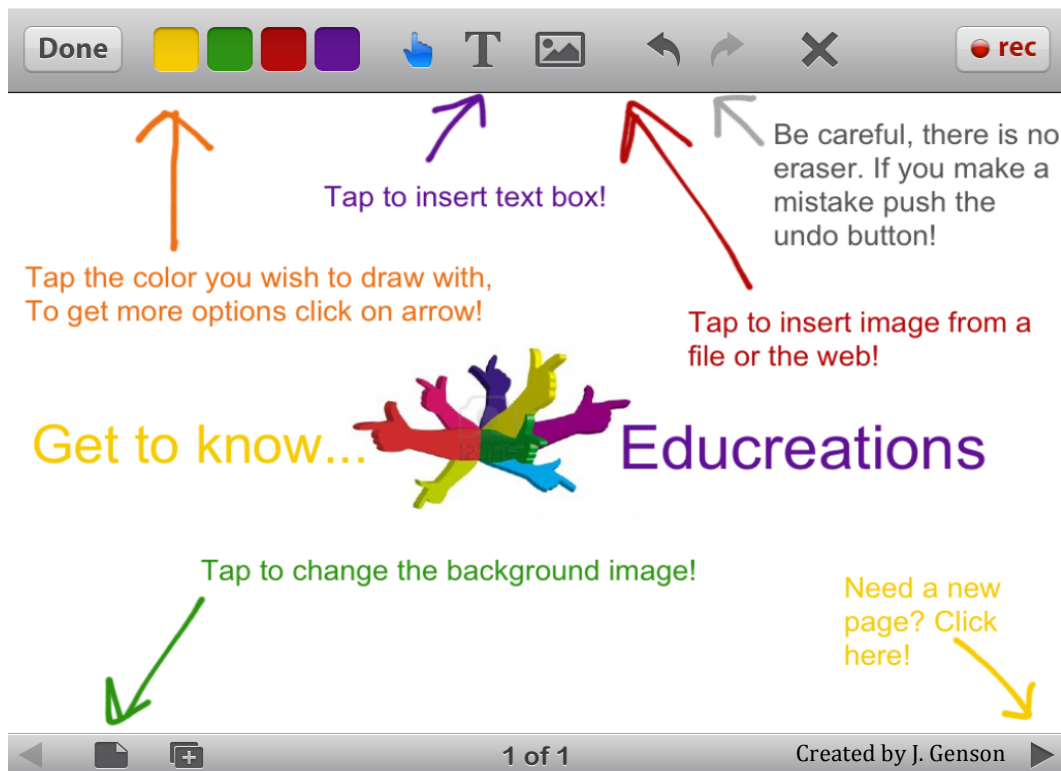 Done
T
rec
Be careful, there is no
eraser. If you make a
mistake push the
undo button!
Tap to insert text box!
Tap the color you wish to draw with,
To get more options click on arrow!
Tap to insert image from a
file or the web!
Get to know...
Educreations
Tap to change the background image!
Need a new
page? Click
here!
1 of 1
Created by J. Genson